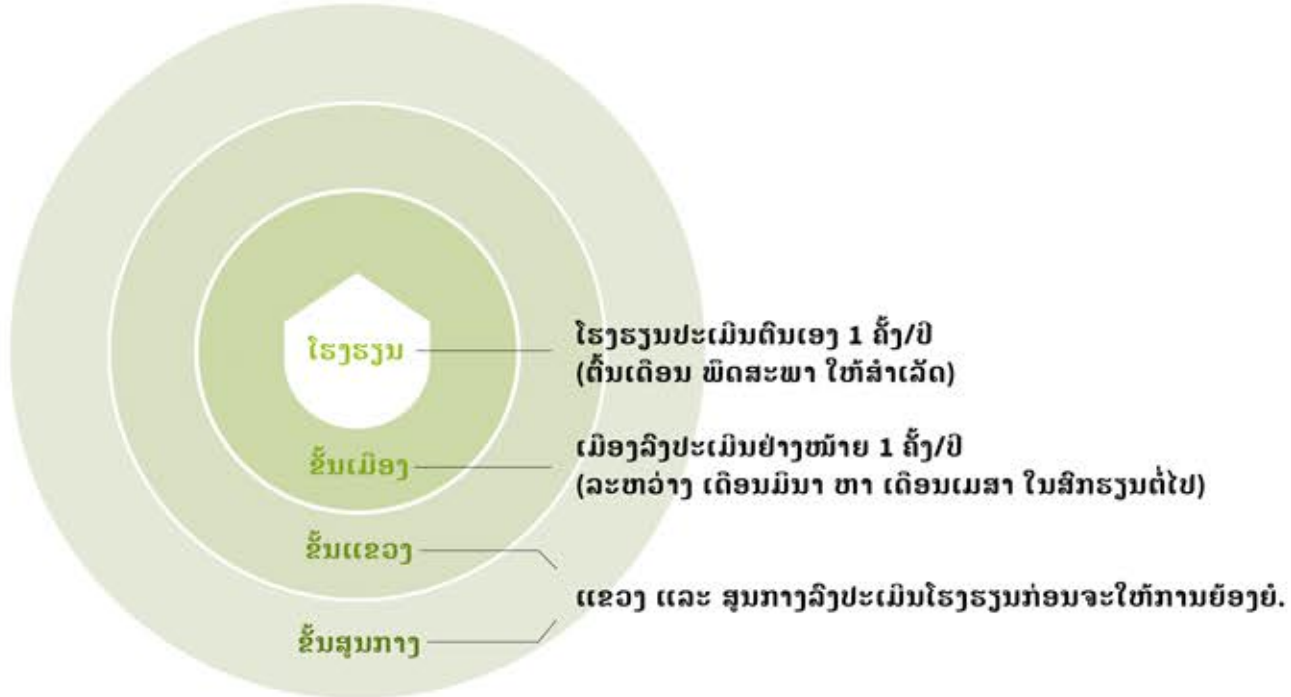 ໂຮງຮຽນ
ໂຮງຮຽນປະເມີນຕົນເອງ 1 ຄັ້ງ/ປີ
(ຕົ້ນເດືອນ ພຶດສະພາ ໃຫ້ສຳເລັດ)
ຂັ້ນເມືອງ
ເມືອງລົງປະເມີນຢ່າງໜ້າຍ 1 ຄັ້ງ/ປີ
(ລະຫວ່າງ ເດືອນມີນາ ຫາ ເດືອນເມສາ ໃນສົກຮຽນຕໍ່ໄປ)
ຂັ້ນແຂວງ
ແຂວງ ແລະ ສູນກາງລົງປະເມີນໂຮງຮຽນກ່ອນຈະໃຫ້ການຍ້ອງຍໍ.
ຂັ້ນສູນກາງ